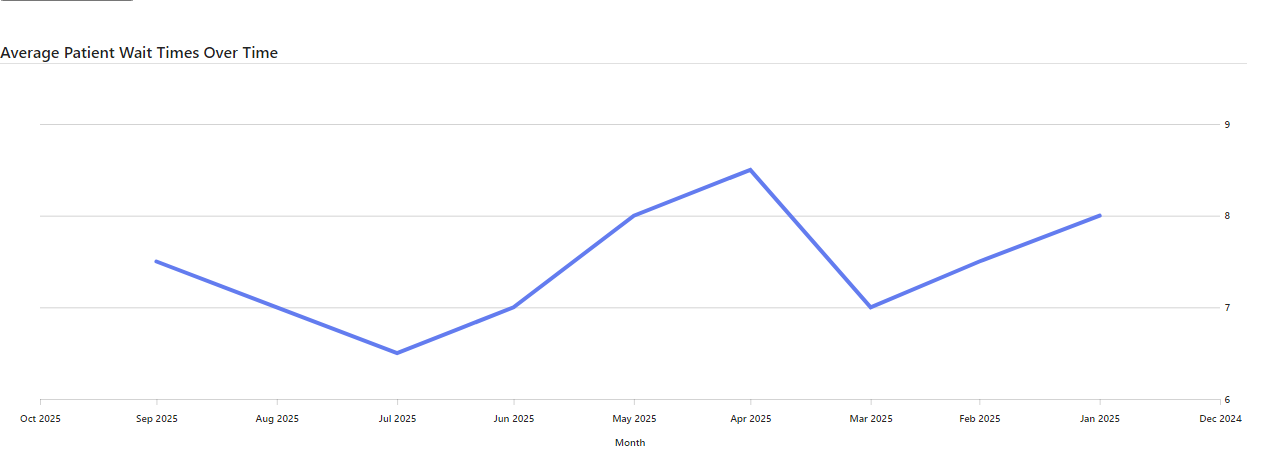 Average Patient Wait Times Over Time
9
8
7
6
Oct 2025 Sep 2025 Aug 2025 Jul 2025 Jun 2025 May 2025 Apr 2025 Mar 2025 Feb 2025 Jan 2025 Dec 2024
Month